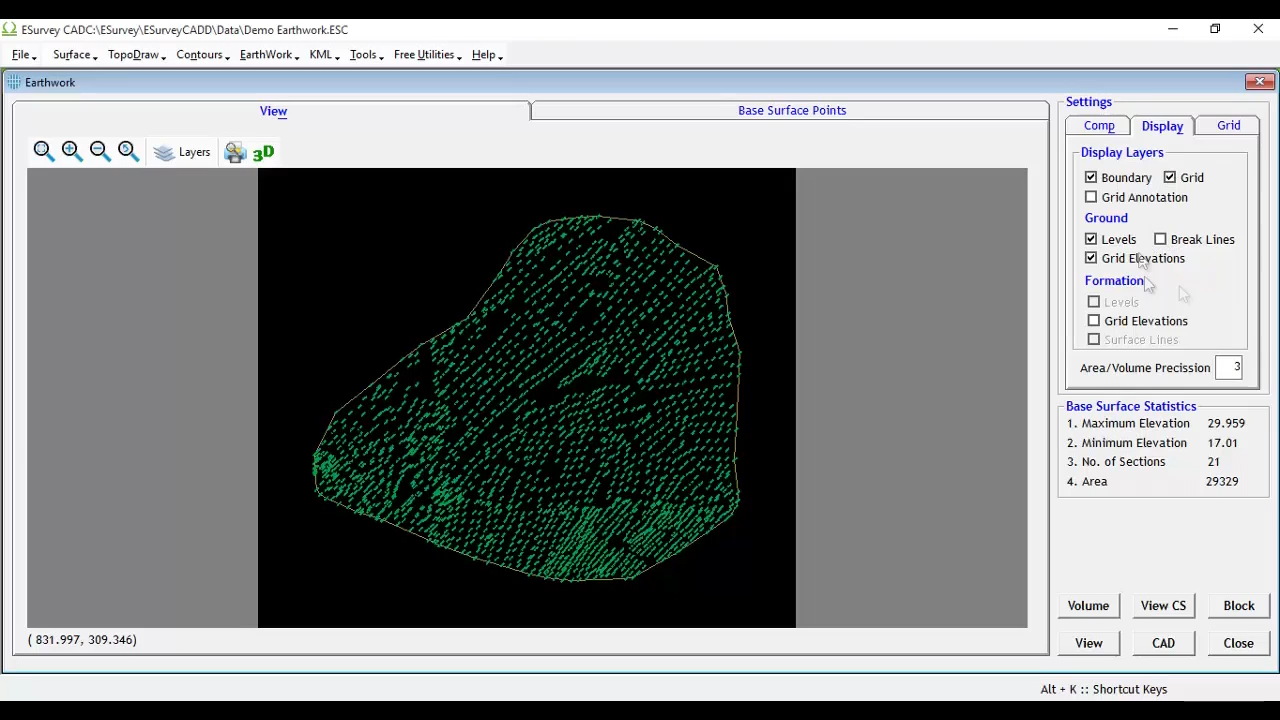 ESurvey CADC:\ESurvey\ESurveyCADD\Data\Demo Earthwork.ESC
File Surface TopoDraw Contours EarthWork KML Tools Free Utilities Help
Earthwork
View Base Surface Points
Layers 3D
( 831.997, 309.346)
Settings
Comp Display Grid
Display Layers
Boundary Grid
Grid Annotation
Ground
Levels Break Lines
Grid Elevations
Formation
Levels
Grid Elevations
Surface Lines
Area/Volume Precission 3
Base Surface Statistics
1. Maximum Elevation 29.959
2. Minimum Elevation 17.01
3. No. of Sections 21
4. Area 29329
Volume View CS Block
View CAD Close
Alt + K :: Shortcut Keys